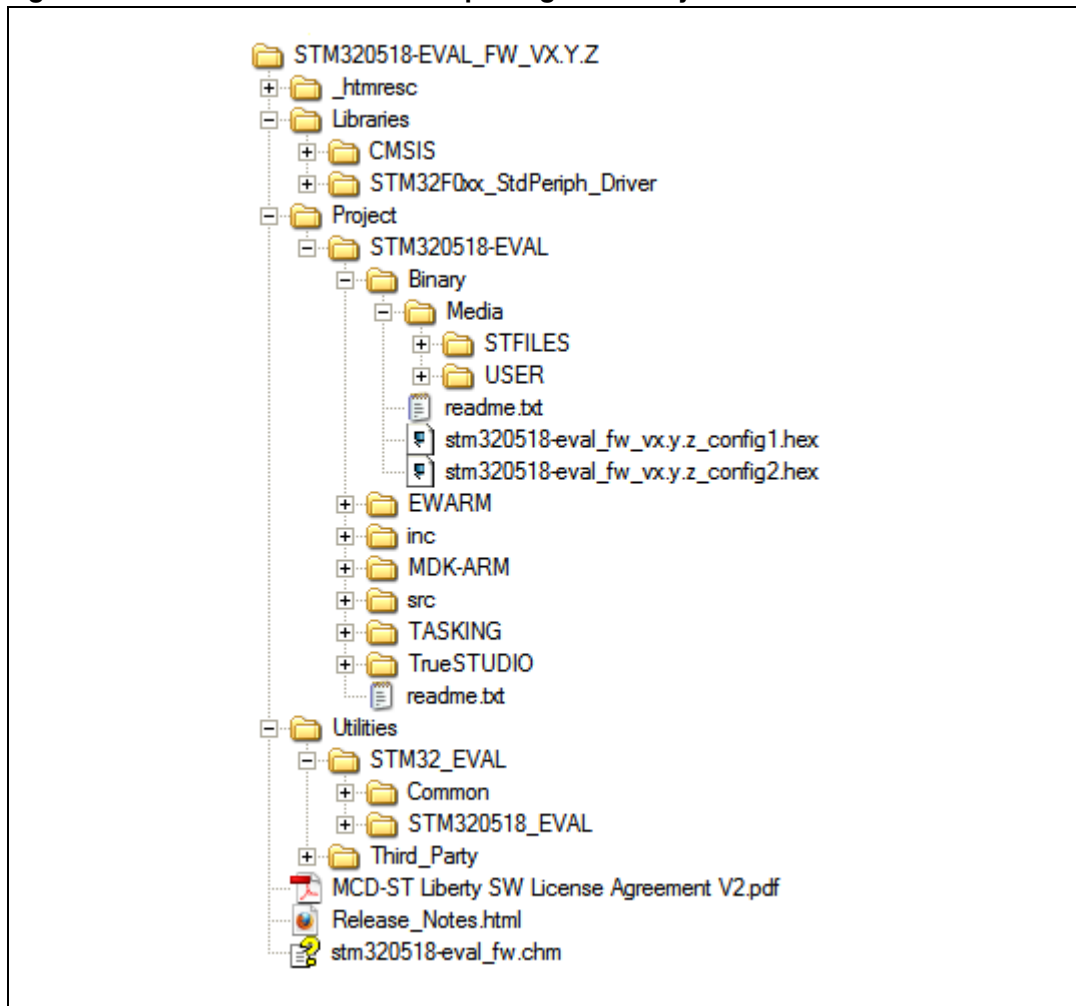 STM320518-EVAL_FW_VX.Y.Z
_htmresc
Libraries
CMSIS
STM32F0xx_StdPeriph_Driver
Project
STM320518-EVAL
Binary
Media
STFILES
USER
readme.txt
stm320518-eval_fw_vx.y.z_config1.hex
stm320518-eval_fw_vx.y.z_config2.hex
EWARM
inc
MDK-ARM
src
TASKING
TrueSTUDIO
readme.txt
Utilities
STM32_EVAL
Common
STM320518_EVAL
Third_Party
MCD-ST Liberty SW License Agreement V2.pdf
Release_Notes.html
stm320518-eval_fw.chm